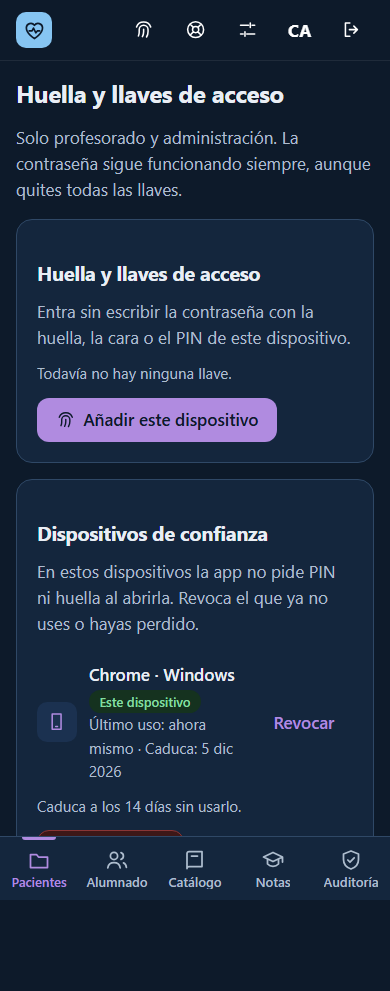 CA
Huella y llaves de acceso
Solo profesorado y administración. La
contraseña sigue funcionando siempre, aunque
quites todas las llaves.
Huella y llaves de acceso
Entra sin escribir la contraseña con la
huella, la cara o el PIN de este dispositivo.
Todavía no hay ninguna llave.
Añadir este dispositivo
Dispositivos de confianza
En estos dispositivos la app no pide PIN
ni huella al abrirla. Revoca el que ya no
uses o hayas perdido.
Chrome · Windows
Este dispositivo
Último uso: ahora
mismo · Caduca: 5 dic
2026
Revocar
Caduca a los 14 días sin usarlo.
Pacientes Alumnado Catálogo Notas Auditoría